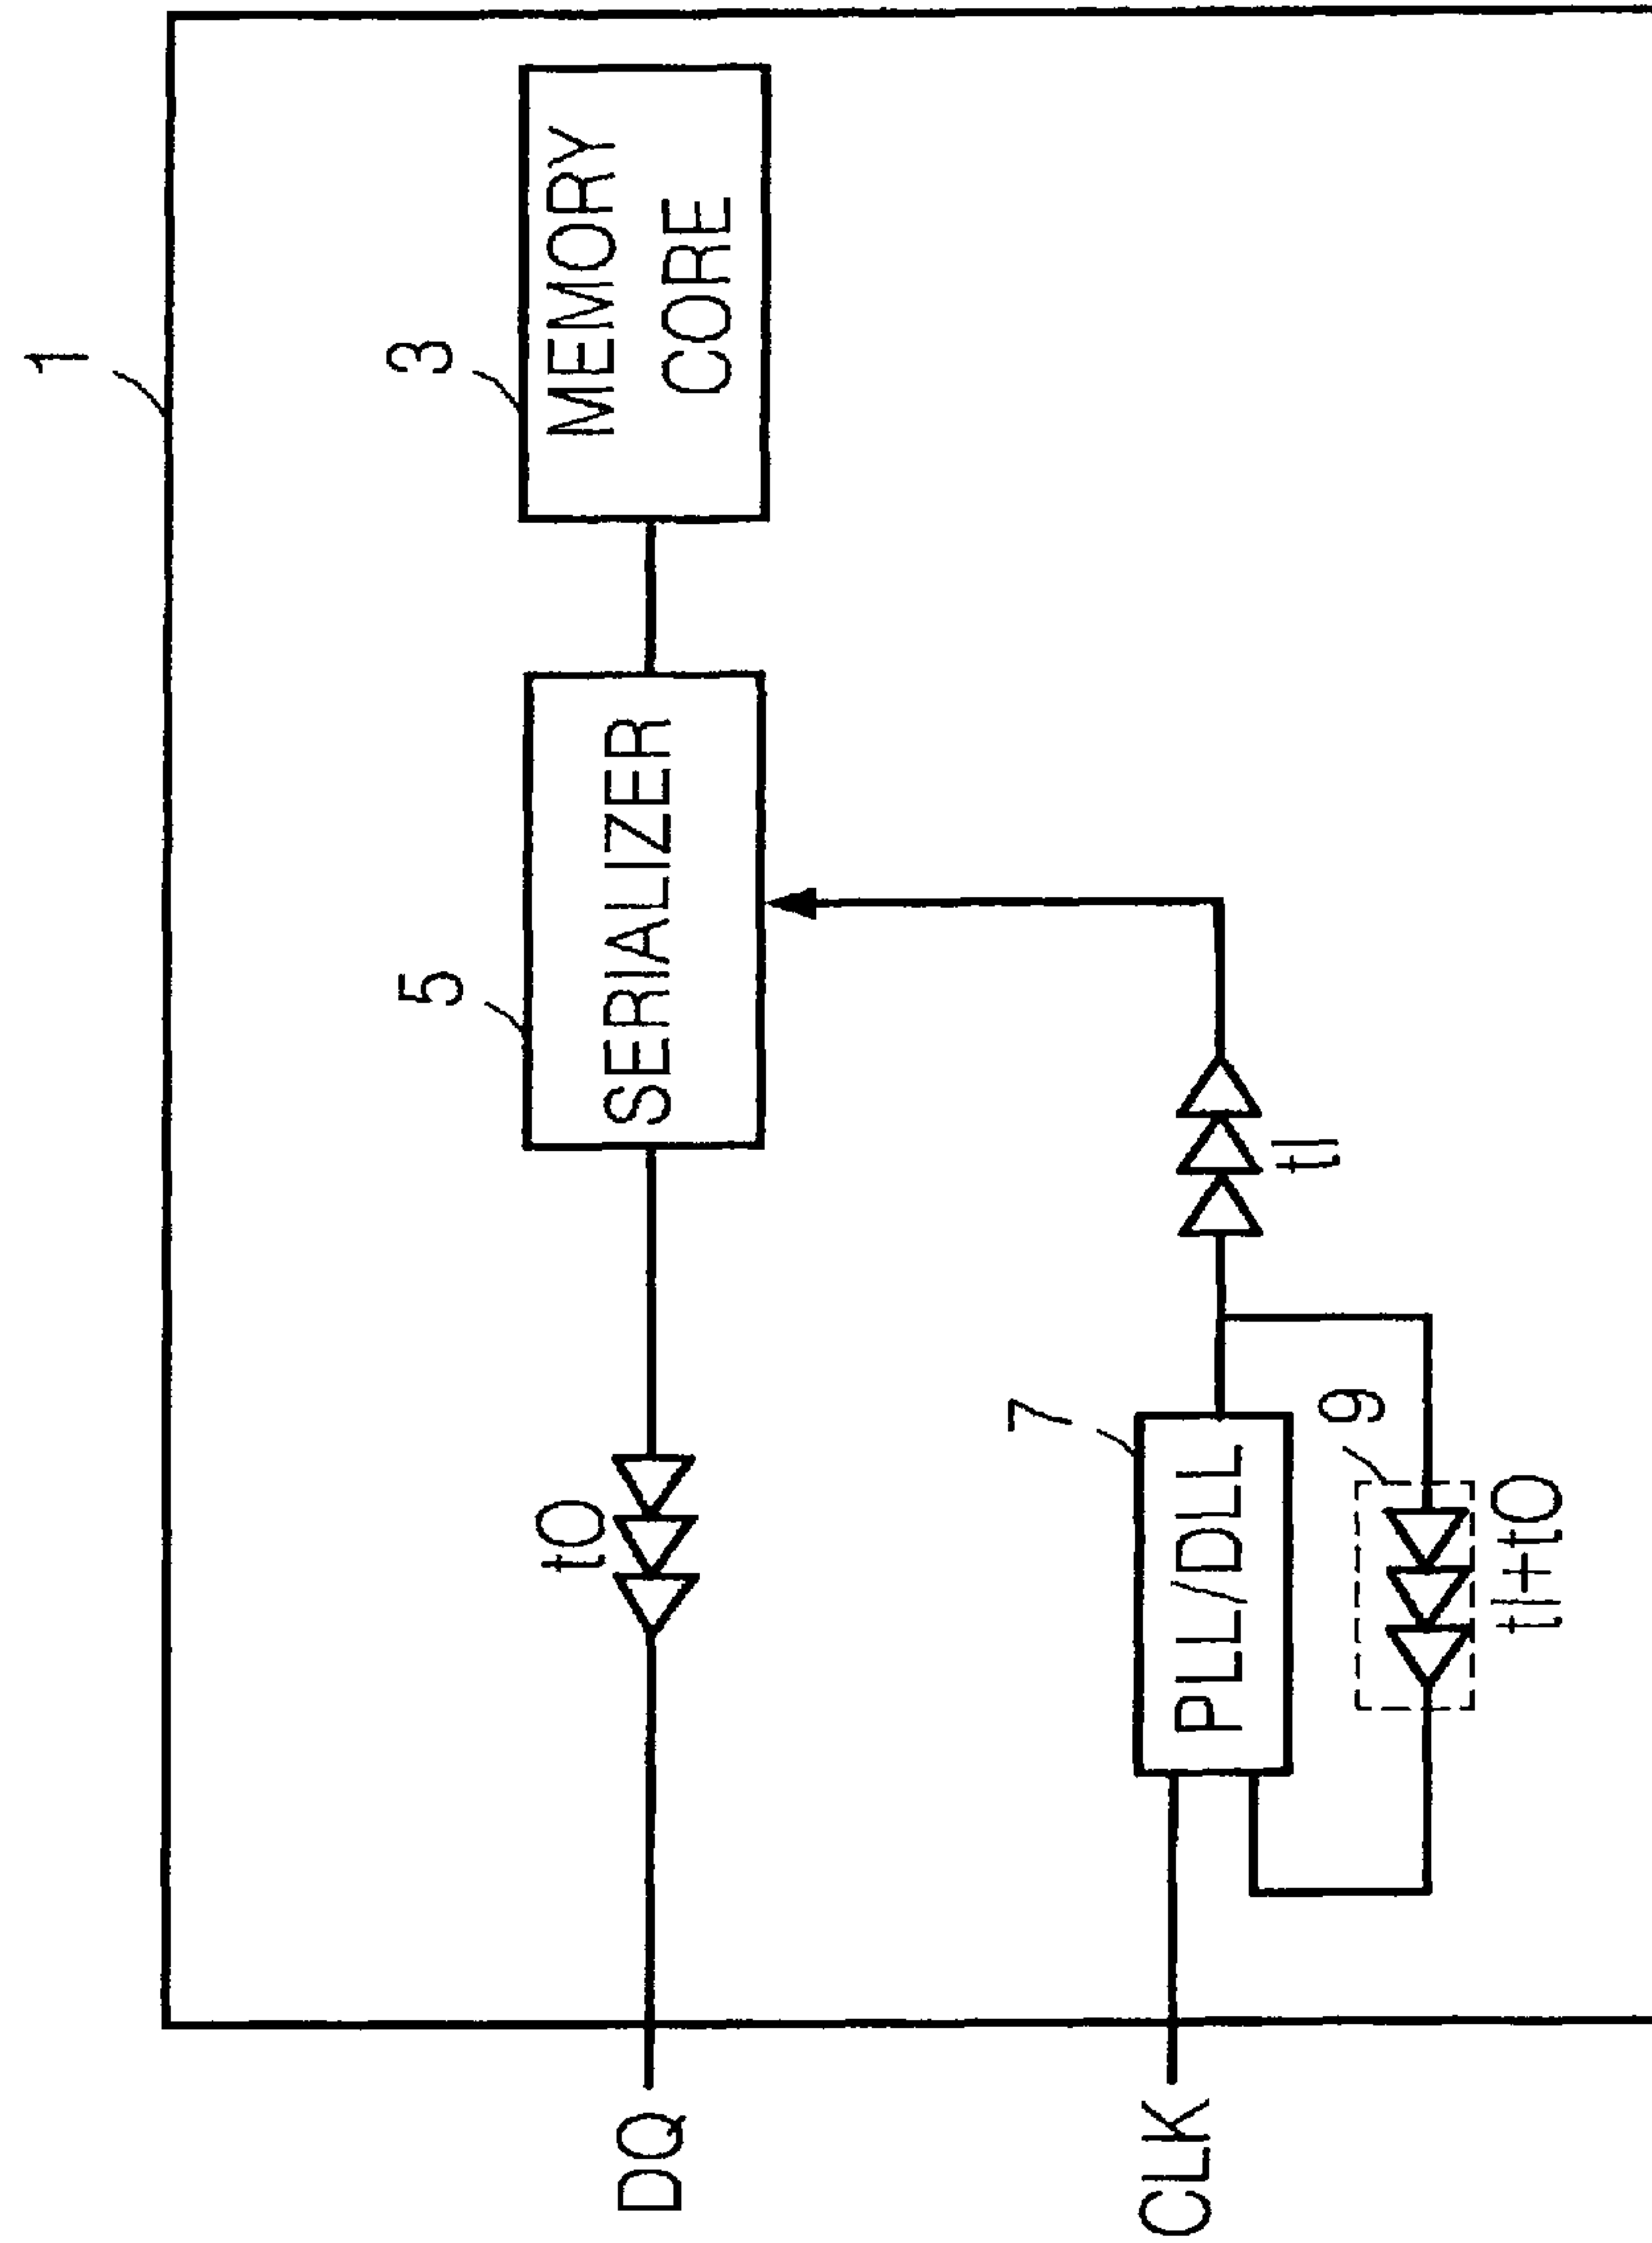 1
3
MEMORY
CORE
5
SERIALIZER
tO
tI
7
PLL/DLL
9
tI+tO
DQ
CLK